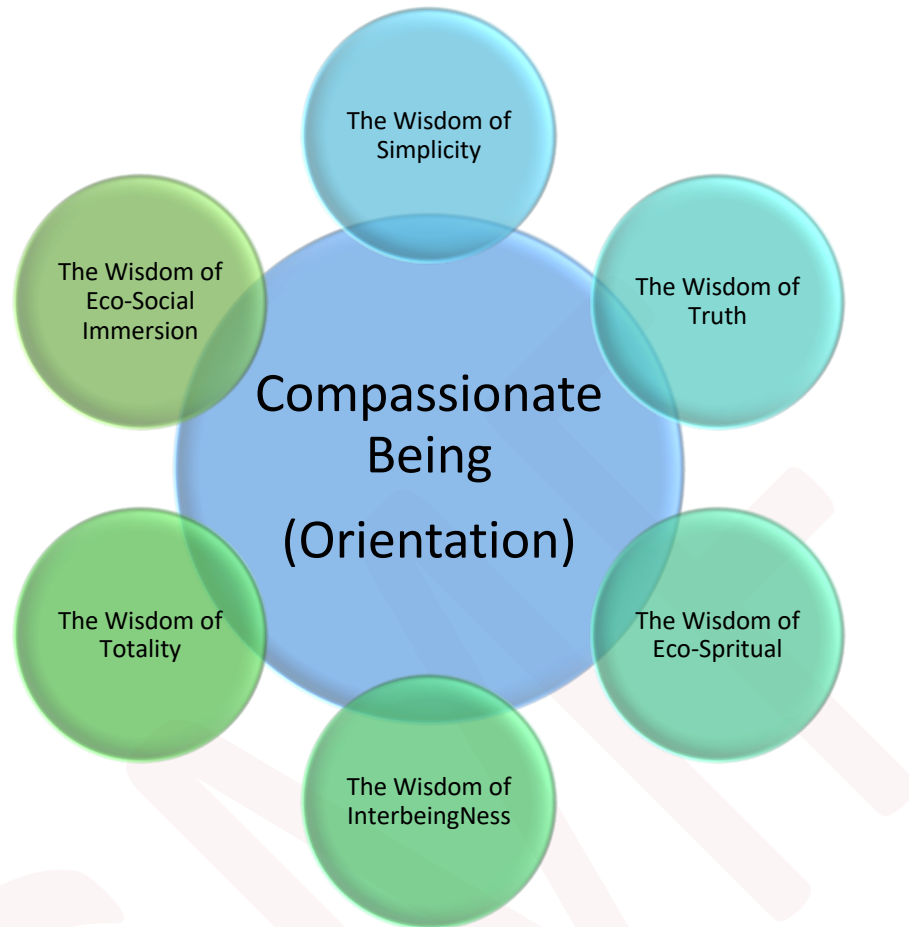 The Wisdom of
Simplicity
The Wisdom of
Truth
The Wisdom of
Eco-Spritual
The Wisdom of
InterbeingNess
The Wisdom of
Totality
The Wisdom of
Eco-Social
Immersion
Compassionate
Being
(Orientation)